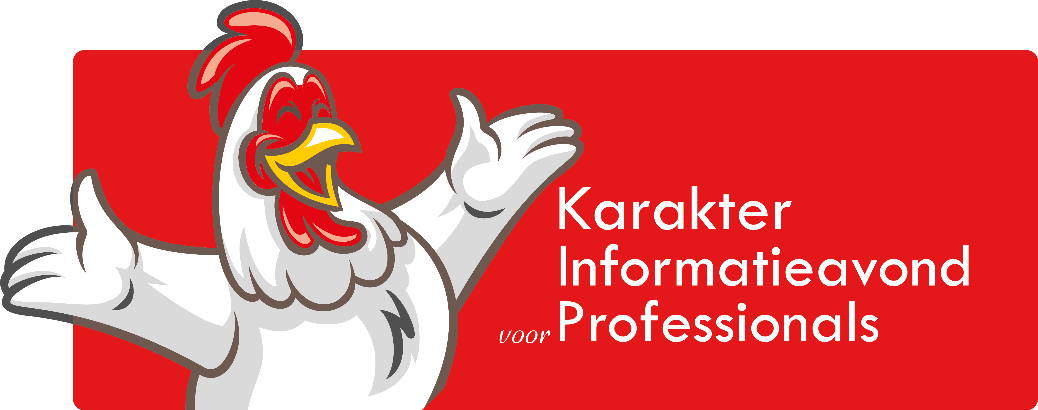 Karakter
Informatieavond
voor Professionals